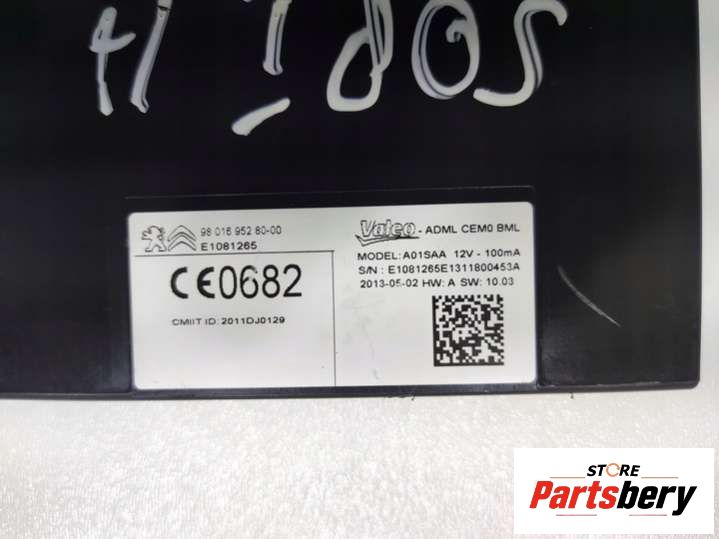 508
98 016 952 80-00
E1081265
CE0682
CMIIT ID: 2011DJ0129
Valeo - ADML CEM0 BML
MODEL: A01SAA 12V - 100mA
S/N : E1081265E1311800453A
2013-05-02 HW: A SW: 10.03
STORE
Partsbery